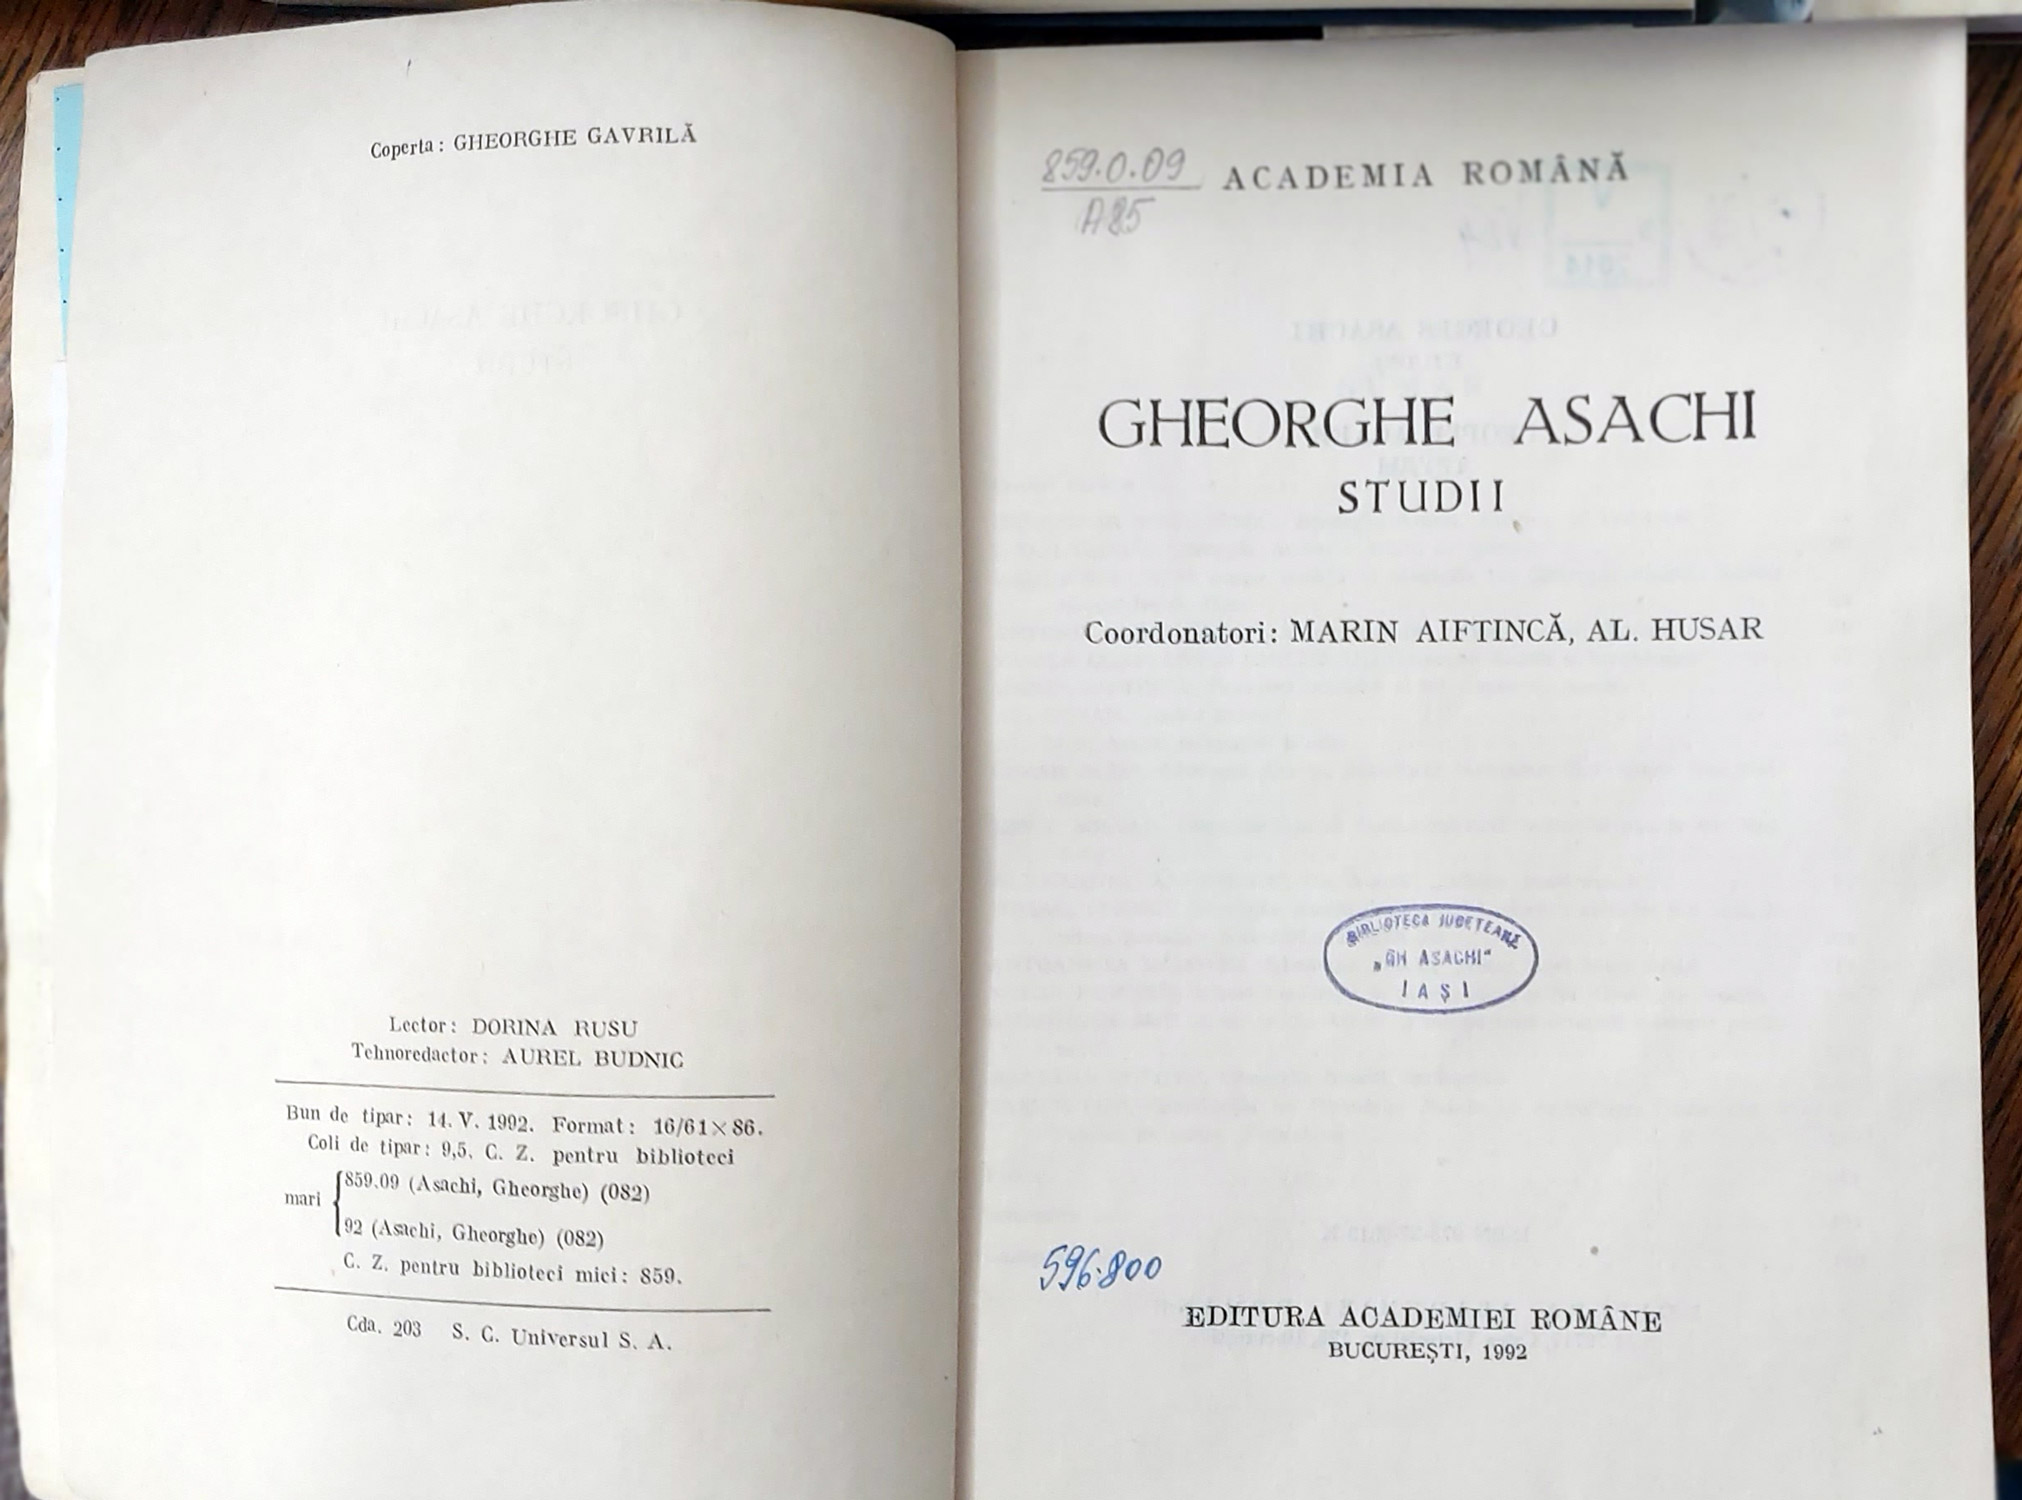 Coperta: GHEORGHE GAVRILĂ
Lector: DORINA RUSU
Tehnoredactor: AUREL BUDNIC
Bun de tipar: 14. V. 1992. Format: 16/61×86.
Coli de tipar: 9,5. C. Z. pentru biblioteci
mari { 859.09 (Asachi, Gheorghe) (082)
92 (Asachi, Gheorghe) (082)
C. Z. pentru biblioteci mici: 859.
Cda. 203 S. C. Universul S. A.
859.0.09
A85
ACADEMIA ROMÂNĂ
GHEORGHE ASACHI
STUDII
Coordonatori: MARIN AIFTINCĂ, AL. HUSAR
BIBLIOTECA JUDEȚEANĂ
„GH ASACHI“
IAȘI
596.800
EDITURA ACADEMIEI ROMÂNE
BUCUREȘTI, 1992